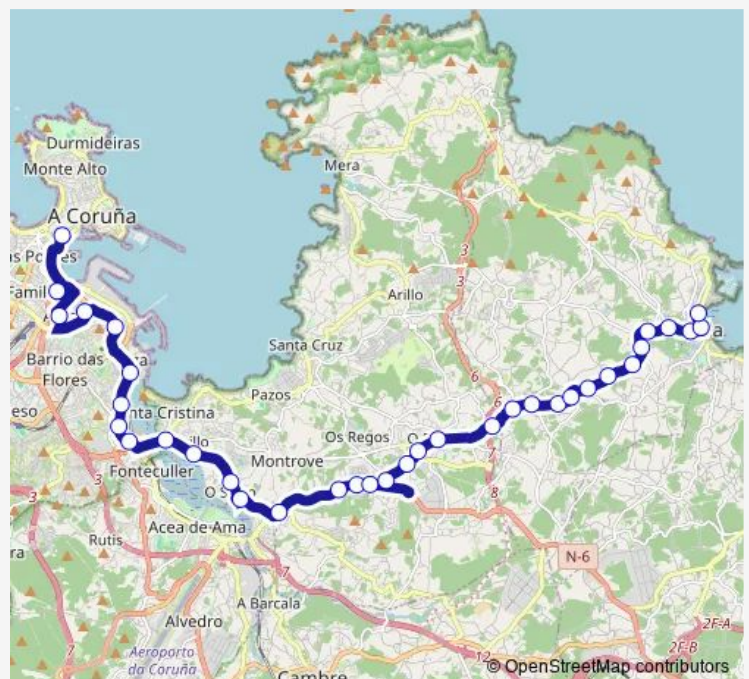 Durmideiras
Monte Alto
Mera
A Coruña
Arillo
Santa Cruz
Barrio das
Flores
Pazos
Os Regos
Montrove
Fonteculler
Acea de Ama
Rutis
A Barcala
Alvedro
Aeroporto
da Coruña
Cambre
3
3
6
6
7
8
3
3
7
N-6
7
12
2F-A
2F-B
© OpenStreetMap contributors